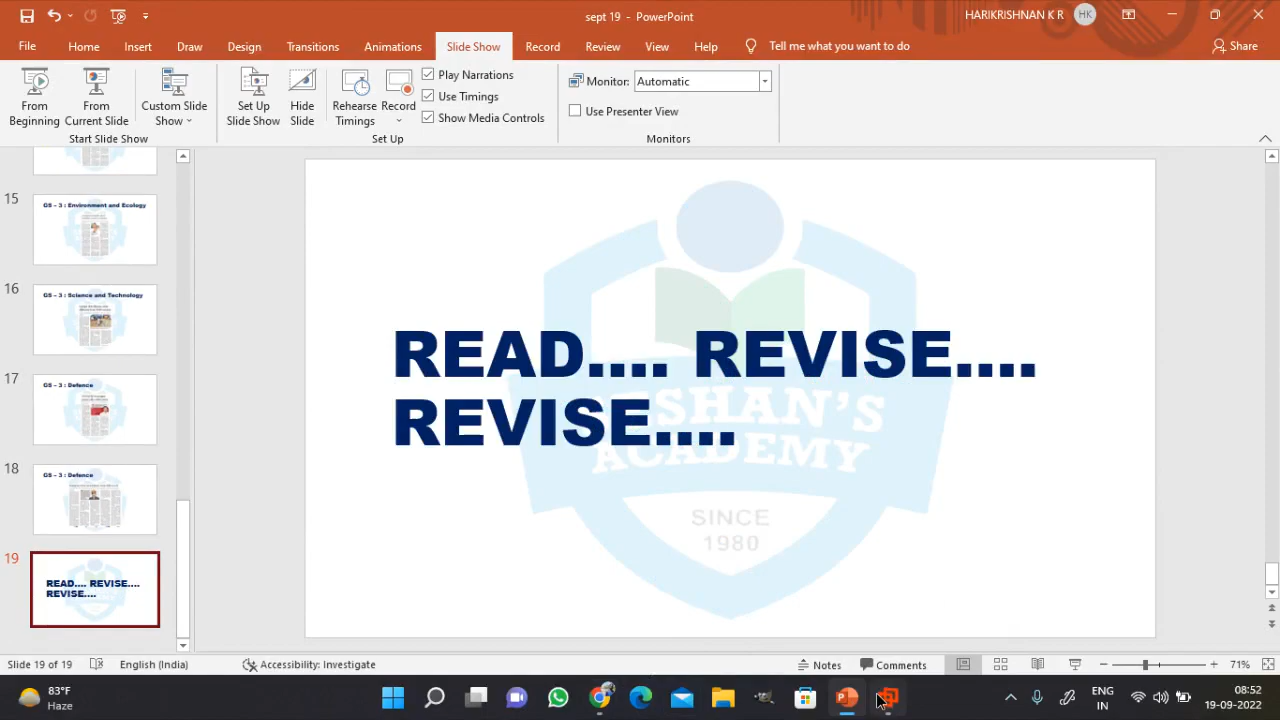 sept 19 - PowerPoint
HARIKRISHNAN K R
HK
File
Home
Insert
Draw
Design
Transitions
Animations
Slide Show
Record
Review
View
Help
Tell me what you want to do
Share
From Beginning
From Current Slide
Custom Slide Show
Start Slide Show
Set Up Slide Show
Hide Slide
Rehearse Timings
Record
Play Narrations
Use Timings
Show Media Controls
Set Up
Monitor: Automatic
Use Presenter View
Monitors
15
GS – 3 : Environment and Ecology
16
GS – 3 : Science and Technology
17
GS – 3 : Defence
18
GS – 3 : Defence
19
READ.... REVISE....
REVISE....
READ.... REVISE....
REVISE....
ACADEMY
SINCE
1980
Slide 19 of 19
English (India)
Accessibility: Investigate
Notes
Comments
71%
83°F
Haze
ENG
IN
08:52
19-09-2022